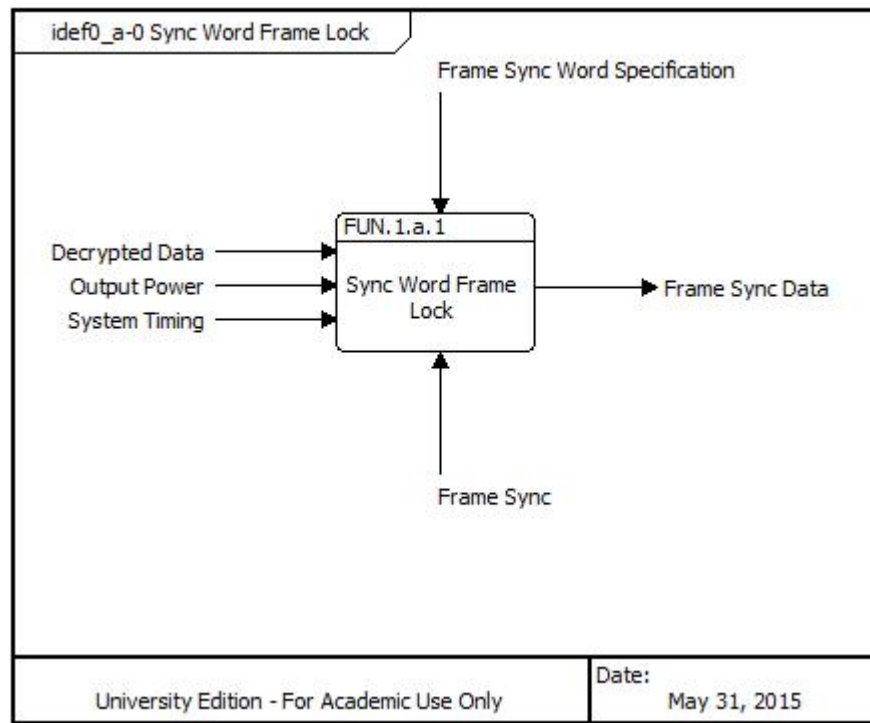 idef0_a-0 Sync Word Frame Lock
Frame Sync Word Specification
FUN.1.a.1
Decrypted Data
Output Power
System Timing
Sync Word Frame
Lock
Frame Sync Data
Frame Sync
University Edition - For Academic Use Only
Date:
May 31, 2015